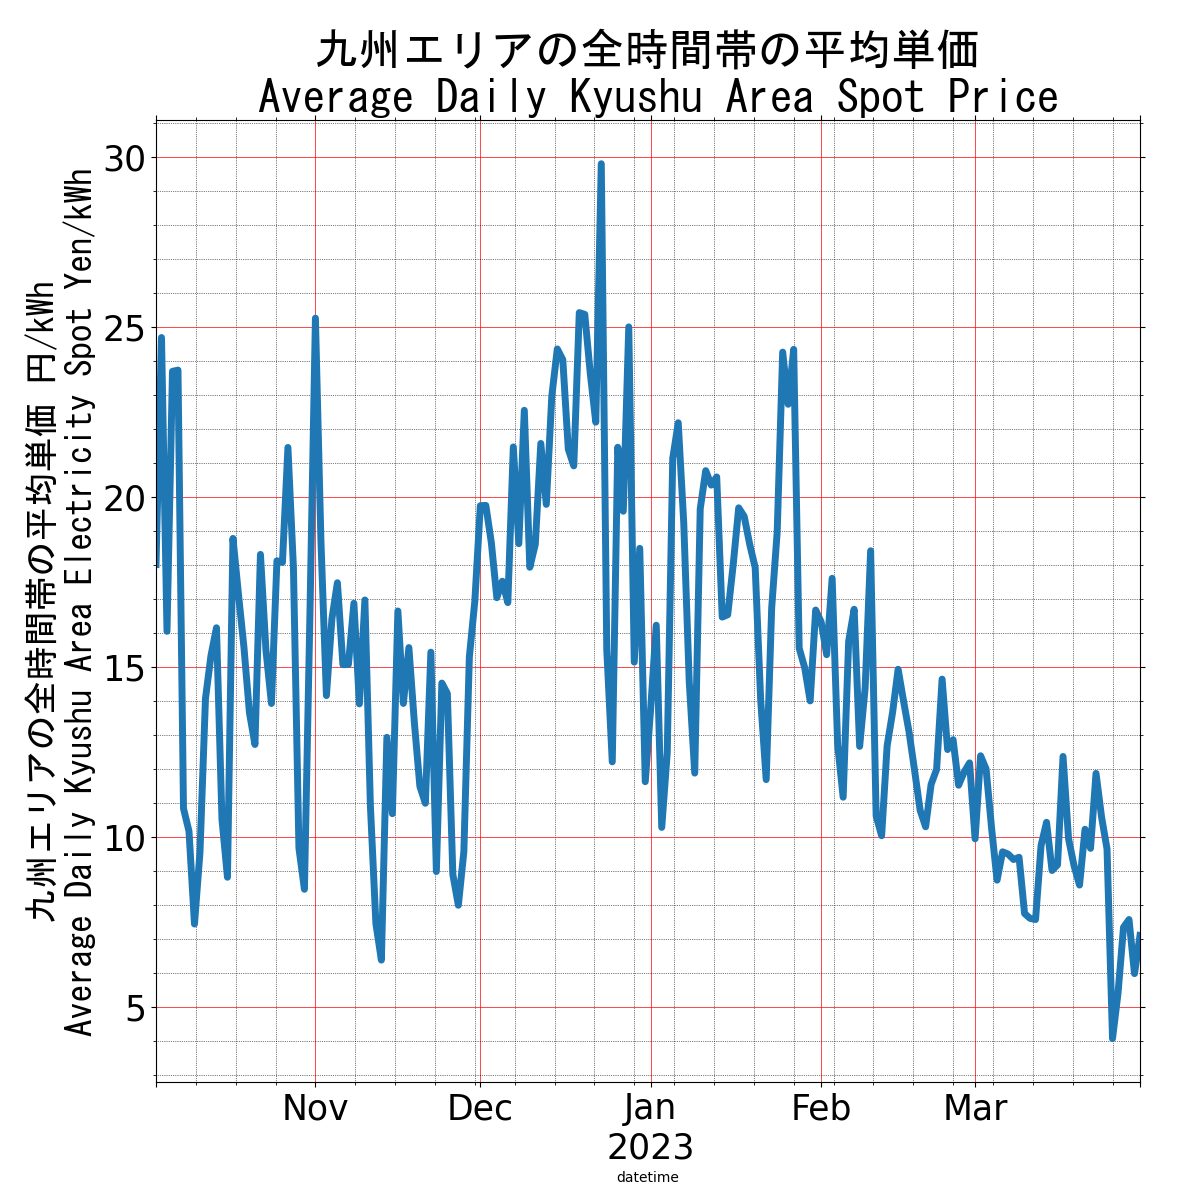 九州エリアの全時間帯の平均単価
Average Daily Kyushu Area Spot Price
九州エリアの全時間帯の平均単価 円/kWh
Average Daily Kyushu Area Electricity Spot Yen/kWh
30
25
20
15
10
5
Nov
Dec
Jan
2023
Feb
Mar
datetime